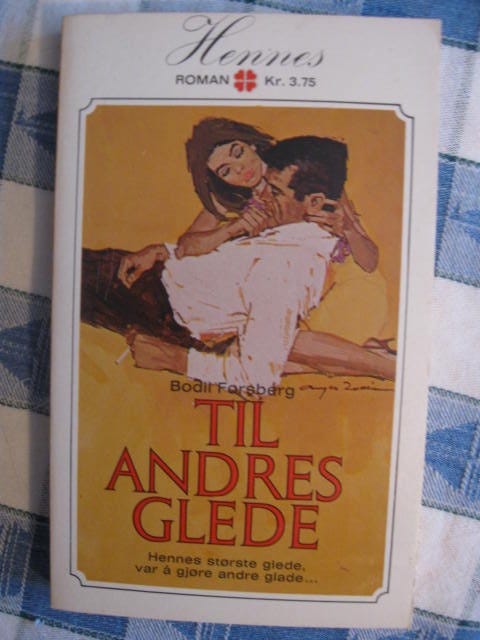 Hennes
ROMAN Kr. 3.75
Bodil Forsberg
TIL
ANDRES
GLEDE
Hennes største glede,
var å gjøre andre glade...